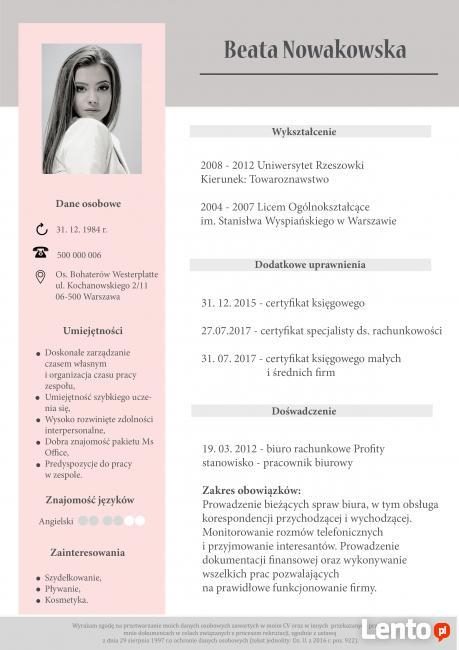 Beata Nowakowska
Dane osobowe
31. 12. 1984 r.
500 000 006
Os. Bohaterów Westerplatte
ul. Kochanowskiego 2/11
06-500 Warszawa
Umiejętności
Doskonałe zarządzanie
czasem własnym
i organizacja czasu pracy
zespołu,
Umiejętność szybkiego ucze-
nia się,
Wysoko rozwinięte zdolności
interpersonalne,
Dobra znajomość pakietu Ms
Office,
Predyspozycje do pracy
w zespole.
Znajomość języków
Angielski
Zainteresowania
Szydełkowanie,
Pływanie,
Kosmetyka.
Wykształcenie
2008 - 2012 Uniwersytet Rzeszowki
Kierunek: Towaroznawstwo
2004 - 2007 Licem Ogólnokształcące
im. Stanisłwa Wyspiańskiego w Warszawie
Dodatkowe uprawnienia
31. 12. 2015 - certyfikat księgowego
27.07.2017 - certyfikat specjalisty ds. rachunkowości
31. 07. 2017 - certyfikat księgowego małych
i średnich firm
Doświadczenie
19. 03. 2012 - biuro rachunkowe Profity
stanowisko - pracownik biurowy
Zakres obowiązków:
Prowadzenie bieżących spraw biura, w tym obsługa
korespondencji przychodzącej i wychodzącej.
Monitorowanie rozmów telefonicznych
i przyjmowanie interesantów. Prowadzenie
dokumentacji finansowej oraz wykonywanie
wszelkich prac pozwalających
na prawidłowe funkcjonowanie firmy.
Wyrażam zgodę na przetwarzanie moich danych osobowych zawartych w moim CV oraz w innych przekazanych
mnie dokumentach w celach związanych z procesem rekrutacji, zgodnie z ustawą
z dnia 29 sierpnia 1997 na ochronie danych osobowych (tekst jednolity: Dz. U. z 2016 r. poz. 922).
Lento.pl